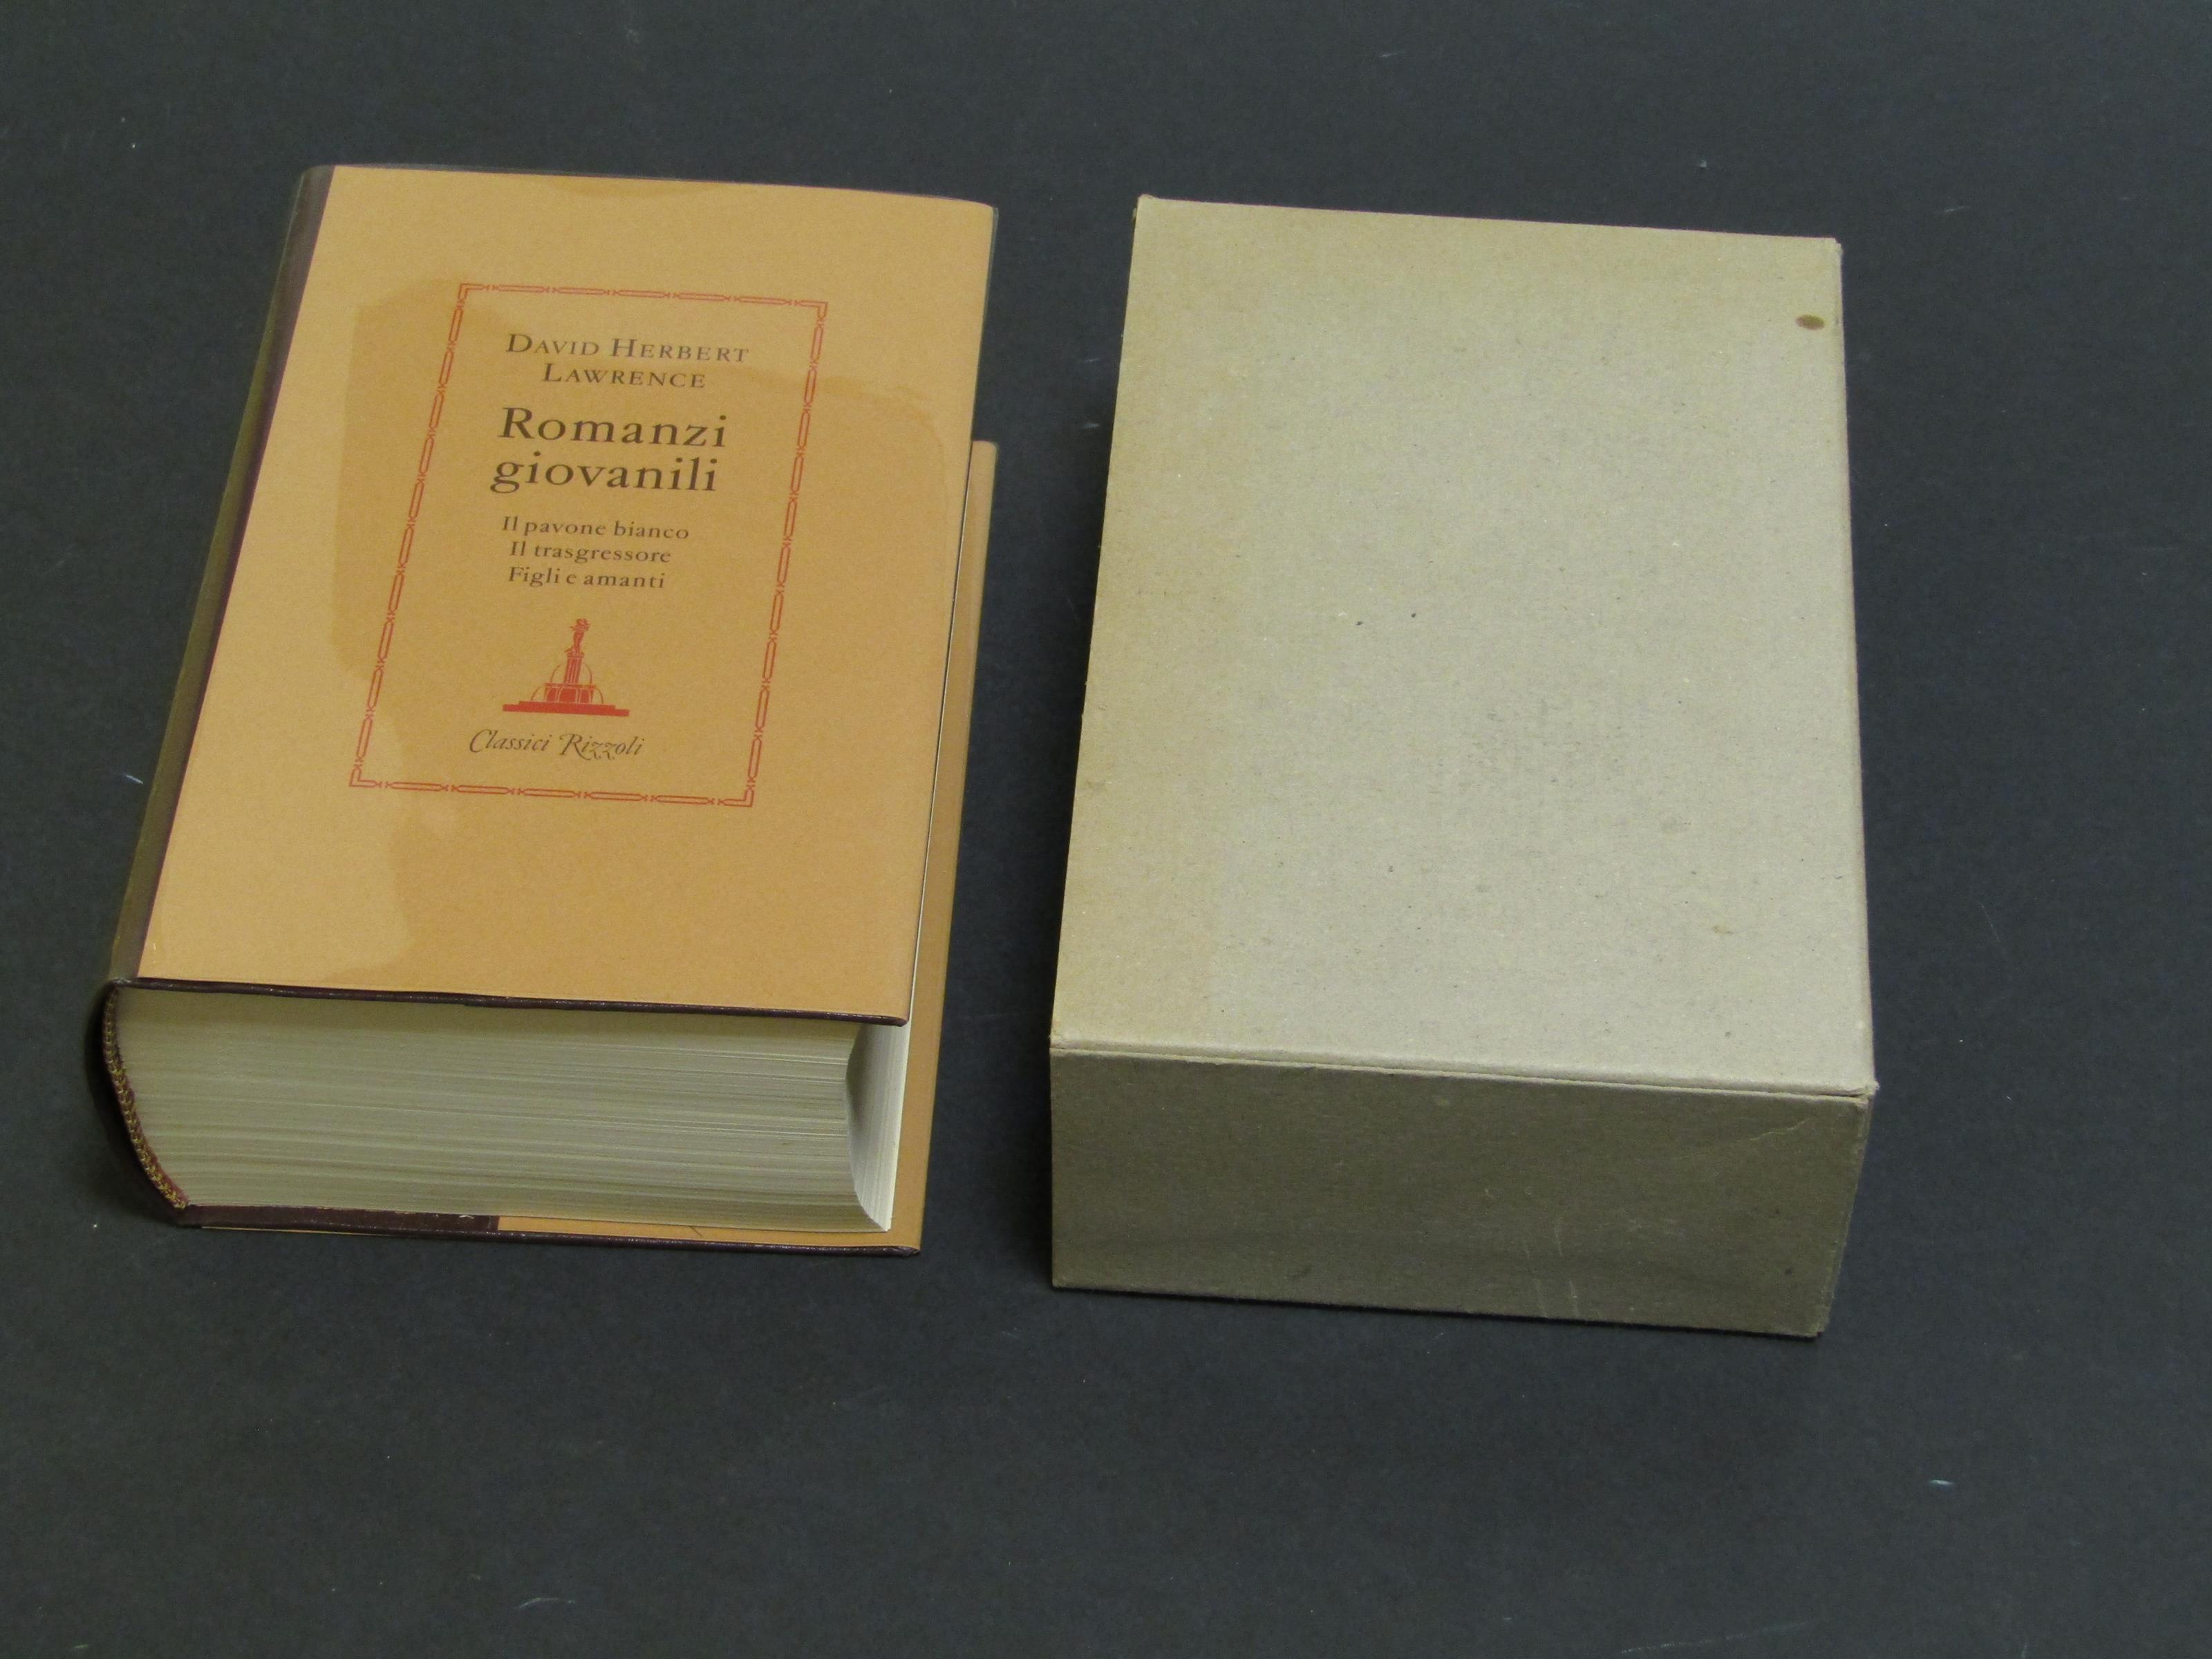 David Herbert
Lawrence
Romanzi
giovanili
Il pavone bianco
Il trasgressore
Figli e amanti
Classici Rizzoli